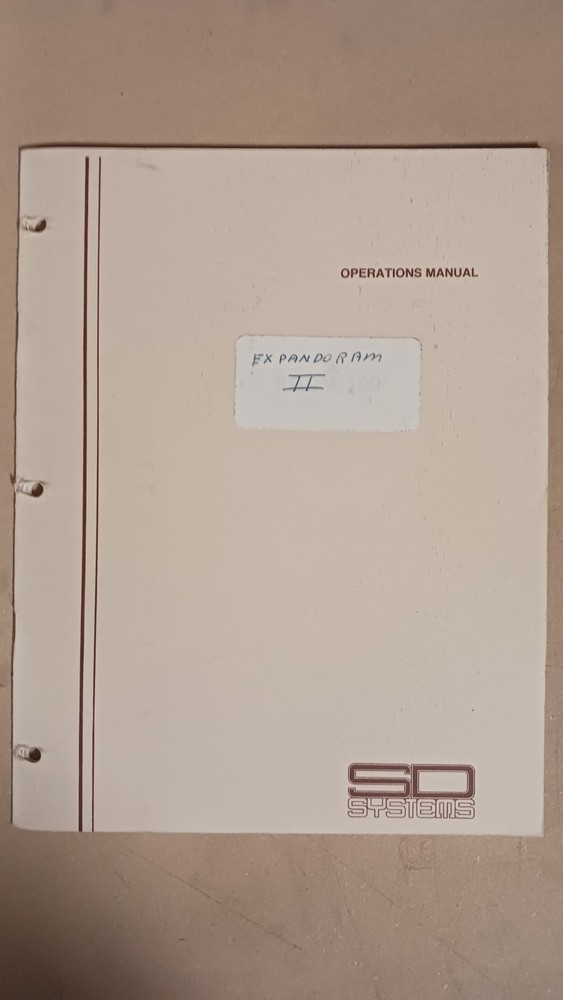 OPERATIONS MANUAL
EXPANDORAM
II
SD
SYSTEMS